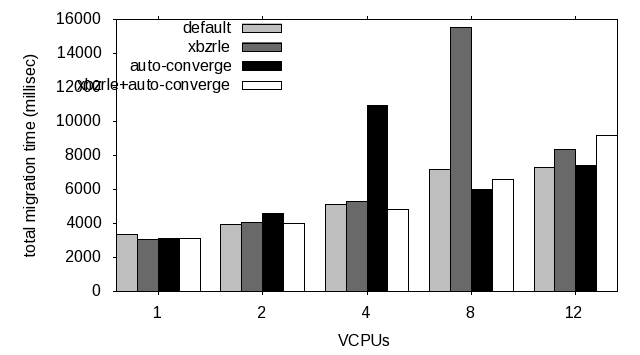 total migration time (millisec)
16000
14000
12000
10000
8000
6000
4000
2000
0
default
xbzrle
auto-converge
xbzrle+auto-converge
1 2 4 8 12
VCPUs